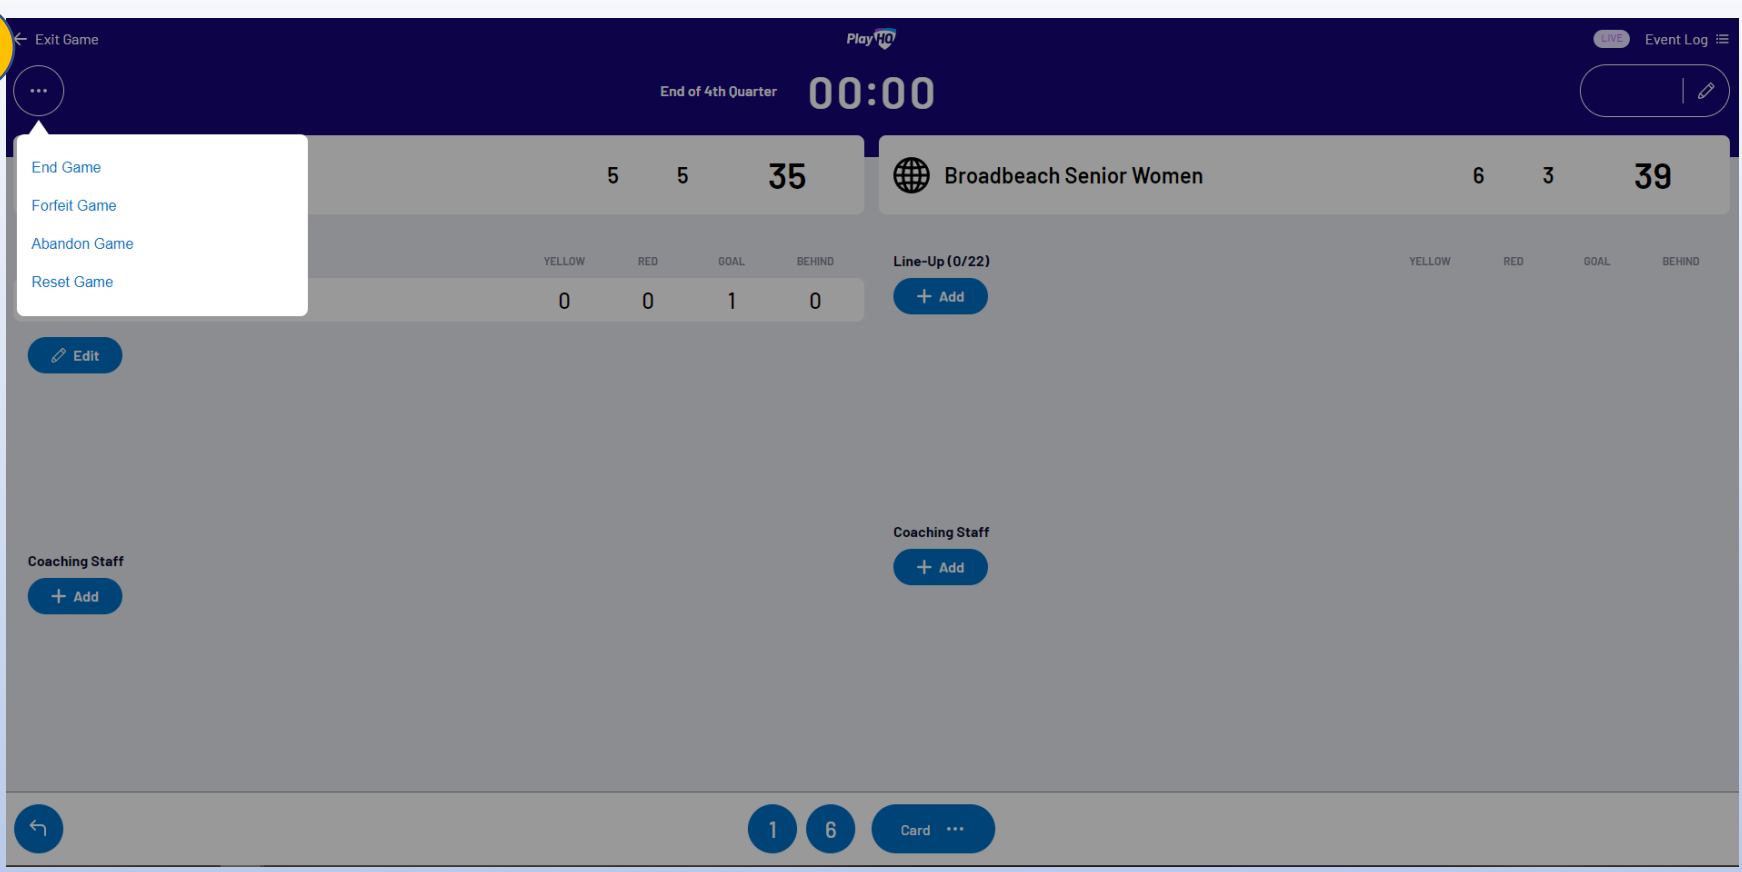 Exit Game
PlayHQ
LIVE Event Log
End of 4th Quarter 00:00
End Game
Forfeit Game
Abandon Game
Reset Game
5 5 35
Broadbeach Senior Women 6 3 39
YELLOW RED GOAL BEHIND
0 0 1 0
Edit
Line-Up (0/22) YELLOW RED GOAL BEHIND
+ Add
Coaching Staff
+ Add
Coaching Staff
+ Add
1 6 Card ...